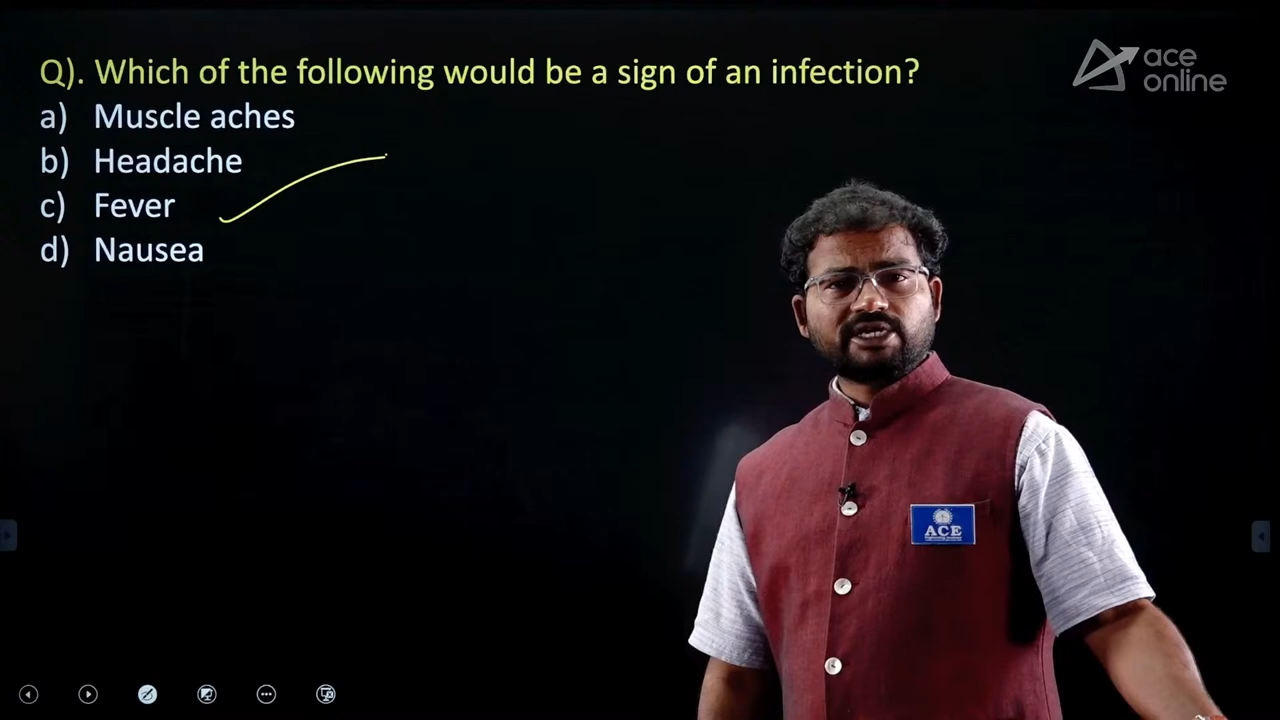 Q). Which of the following would be a sign of an infection?
a) Muscle aches
b) Headache
c) Fever
d) Nausea
ace
online
ACE